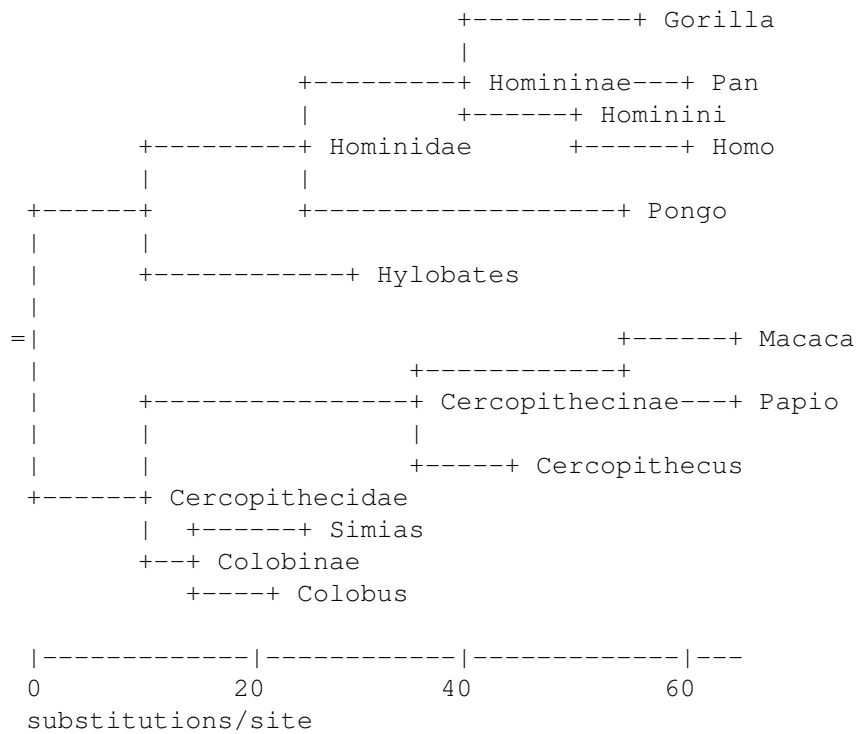 Gorilla
Homininae Pan
Hominini
Hominidae Homo
Pongo
Hylobates
Macaca
Cercopithecinae Papio
Cercopithecus
Cercopithecidae
Simias
Colobinae
Colobus
0 20 40 60
substitutions/site